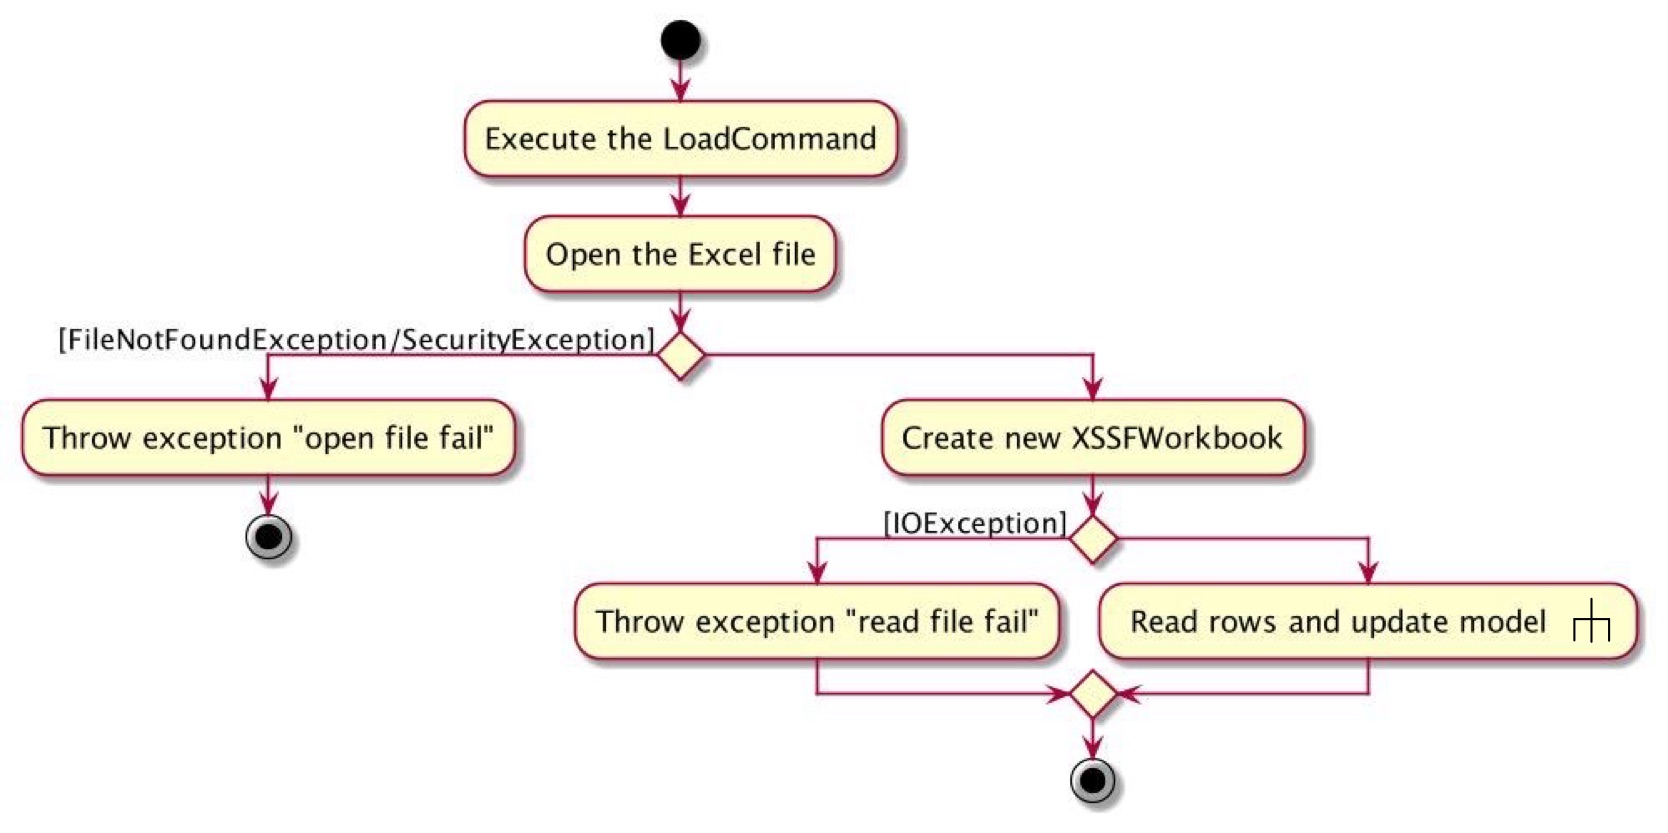 Execute the LoadCommand
Open the Excel file
[FileNotFoundException/SecurityException]
Throw exception "open file fail"
Create new XSSFWorkbook
[IOException]
Throw exception "read file fail"
Read rows and update model